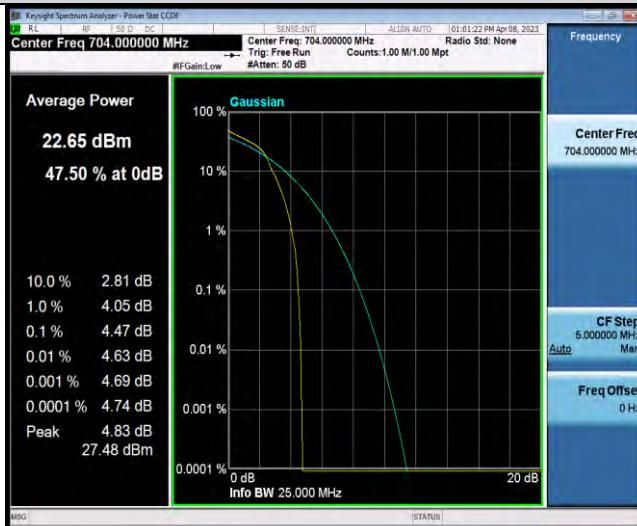 Keysight Spectrum Analyzer - Power Stat CCDF
RL RF 50 Ω DC SENSE:INT ALIGN AUTO 01:01:22 PM Apr 08, 2023
Center Freq 704.000000 MHz
Center Freq: 704.000000 MHz Radio Std: None
Trig: Free Run Counts:1.00 M/1.00 Mpt
#IFGain:Low #Atten: 50 dB
Frequency
Average Power
22.65 dBm
47.50 % at 0dB
10.0 % 2.81 dB
1.0 % 4.05 dB
0.1 % 4.47 dB
0.01 % 4.63 dB
0.001 % 4.69 dB
0.0001 % 4.74 dB
Peak 4.83 dB
27.48 dBm
Gaussian
100 %
10 %
1 %
0.1 %
0.01 %
0.001 %
0.0001 %
0 dB 20 dB
Info BW 25.000 MHz
Center Freq
704.000000 MHz
CF Step
5.000000 MHz
Auto Man
Freq Offset
0 Hz
MSG STATUS